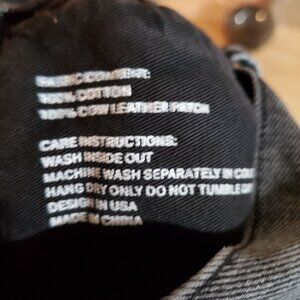 FABRIC CONTENT:
100% COTTON
100% COW LEATHER PATCH
CARE INSTRUCTIONS:
WASH INSIDE OUT
MACHINE WASH SEPARATELY IN COL
HANG DRY ONLY DO NOT TUMBLE
DESIGN IN USA
MADE IN CHINA